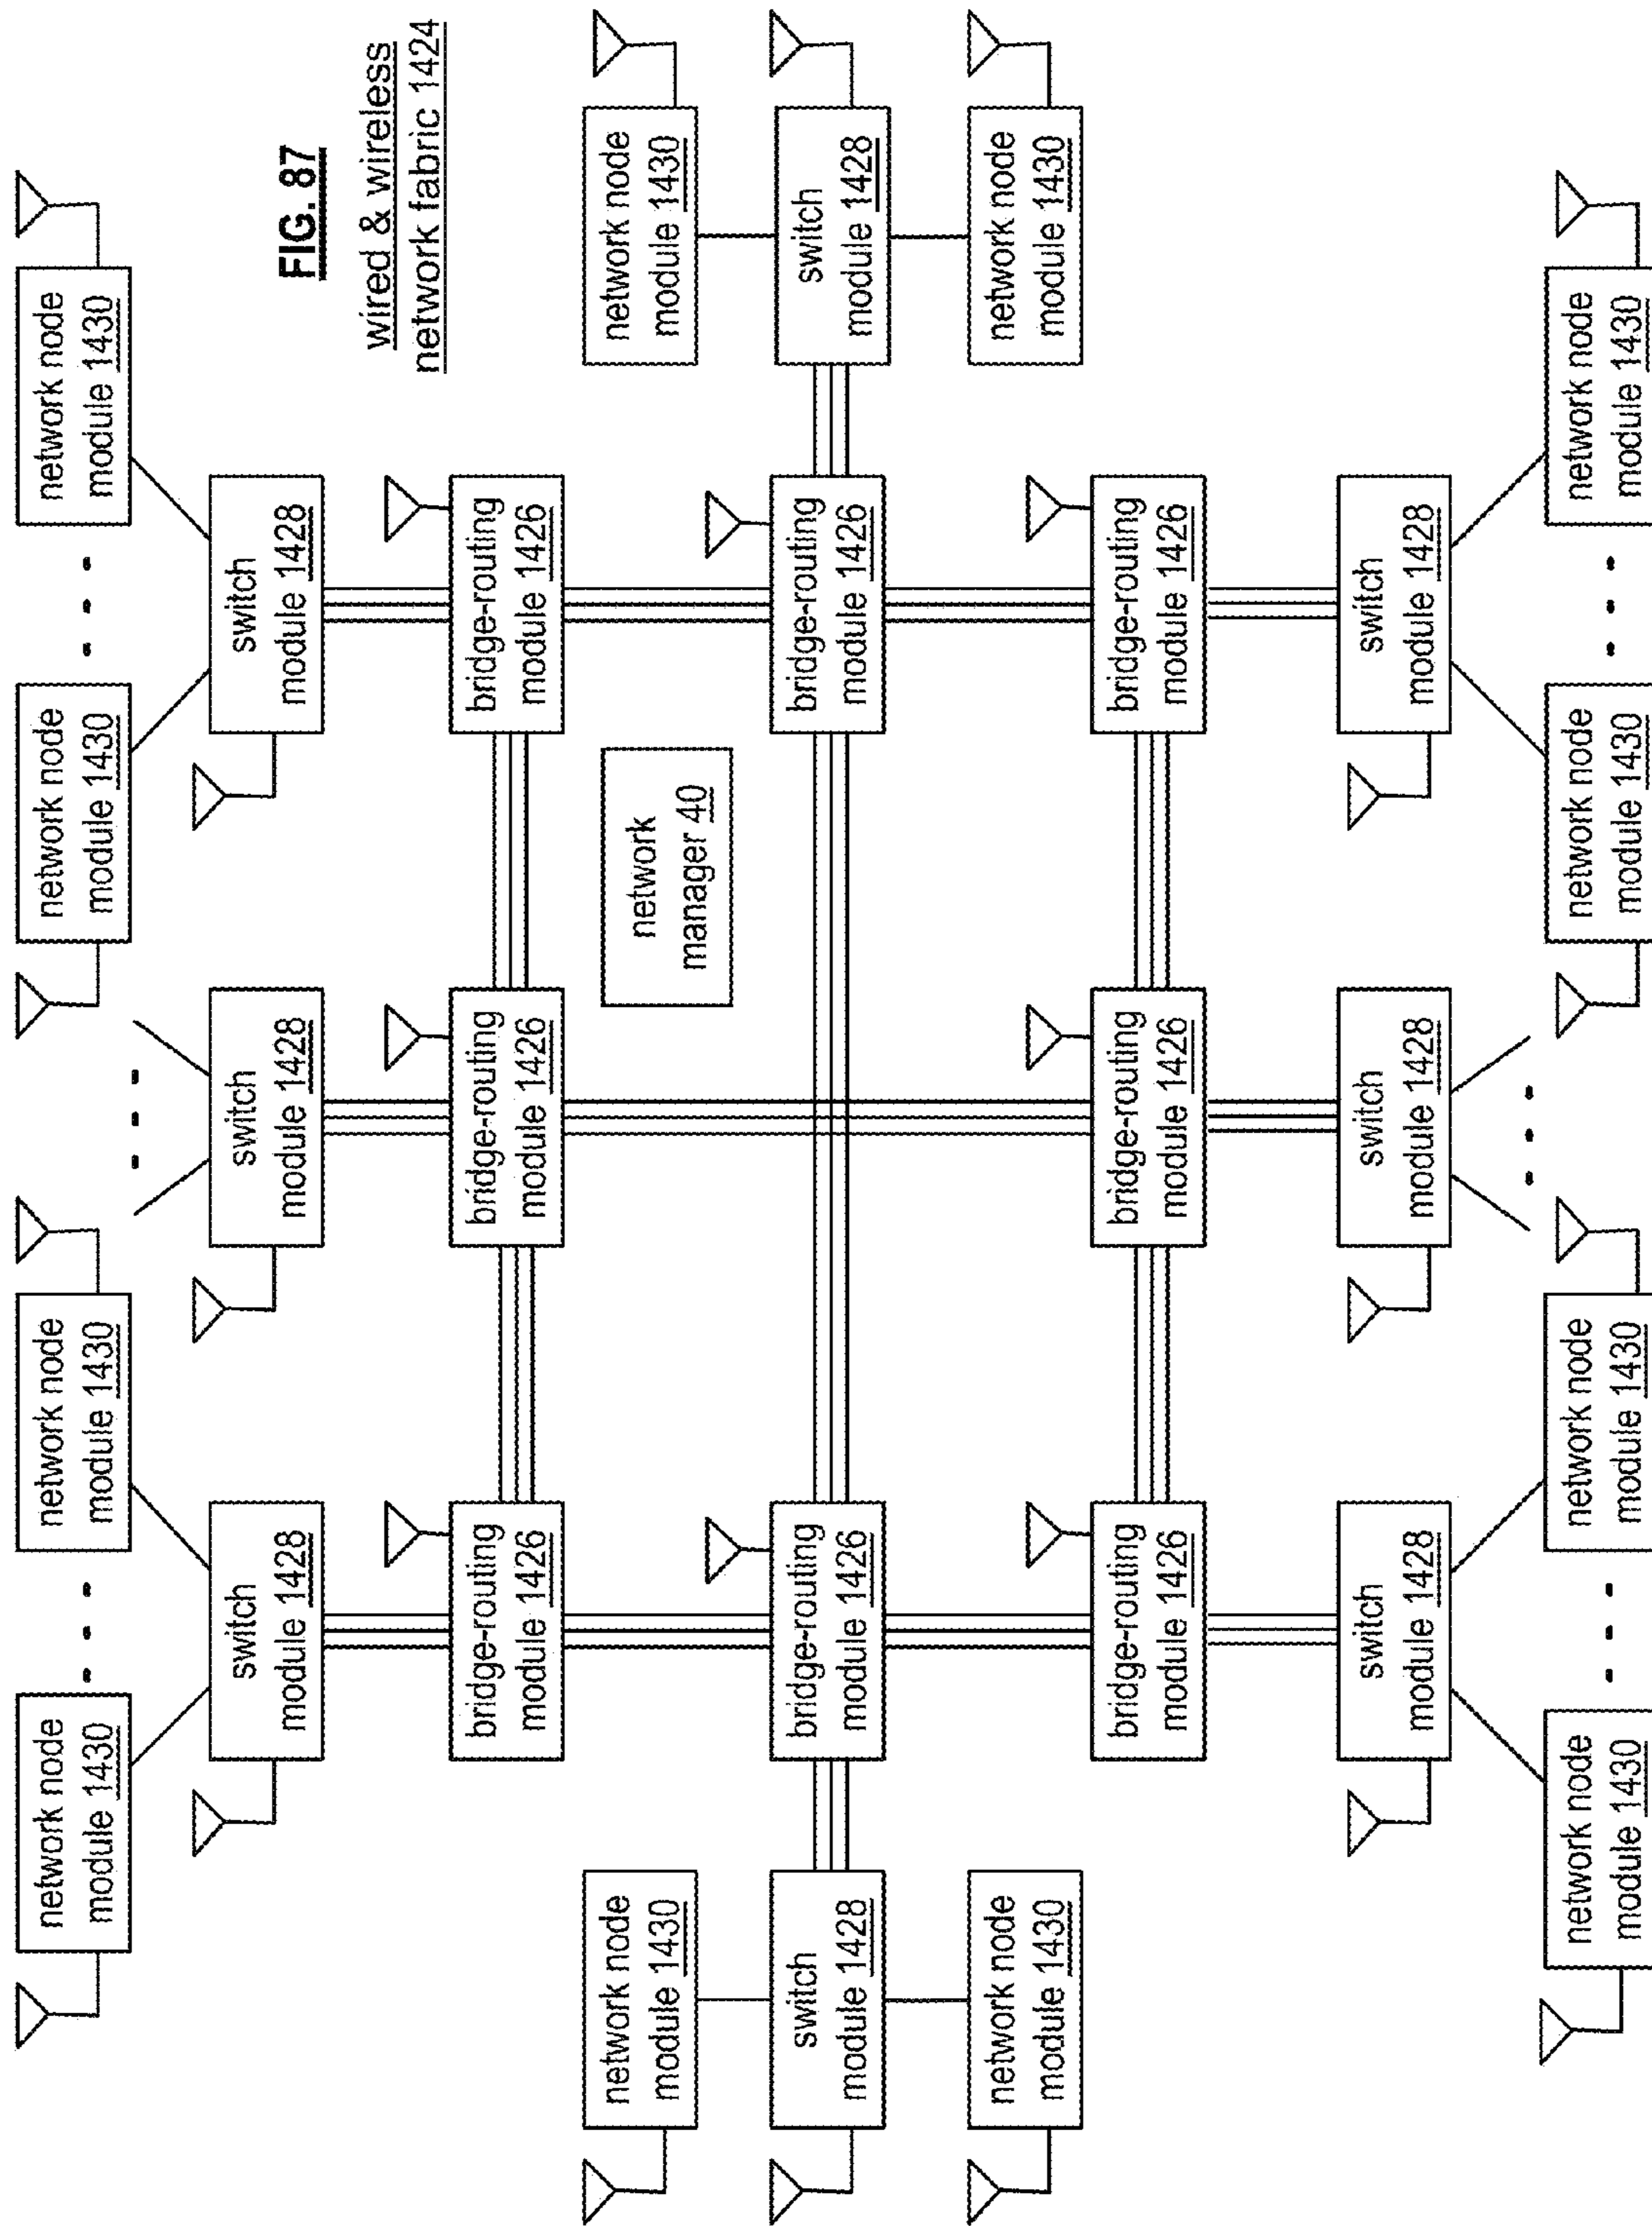 network node
module 1430
network node
module 1430
network node
module 1430
network node
module 1430
switch
module 1428
switch
module 1428
switch
module 1428
FIG. 87
wired & wireless
network fabric 1424
bridge-routing
module 1426
bridge-routing
module 1426
bridge-routing
module 1426
network node
module 1430
network
manager 40
network node
module 1430
switch
module 1428
bridge-routing
module 1426
bridge-routing
module 1426
switch
module 1428
network node
module 1430
network node
module 1430
bridge-routing
module 1426
bridge-routing
module 1426
bridge-routing
module 1426
switch
module 1428
switch
module 1428
switch
module 1428
network node
module 1430
network node
module 1430
network node
module 1430
network node
module 1430